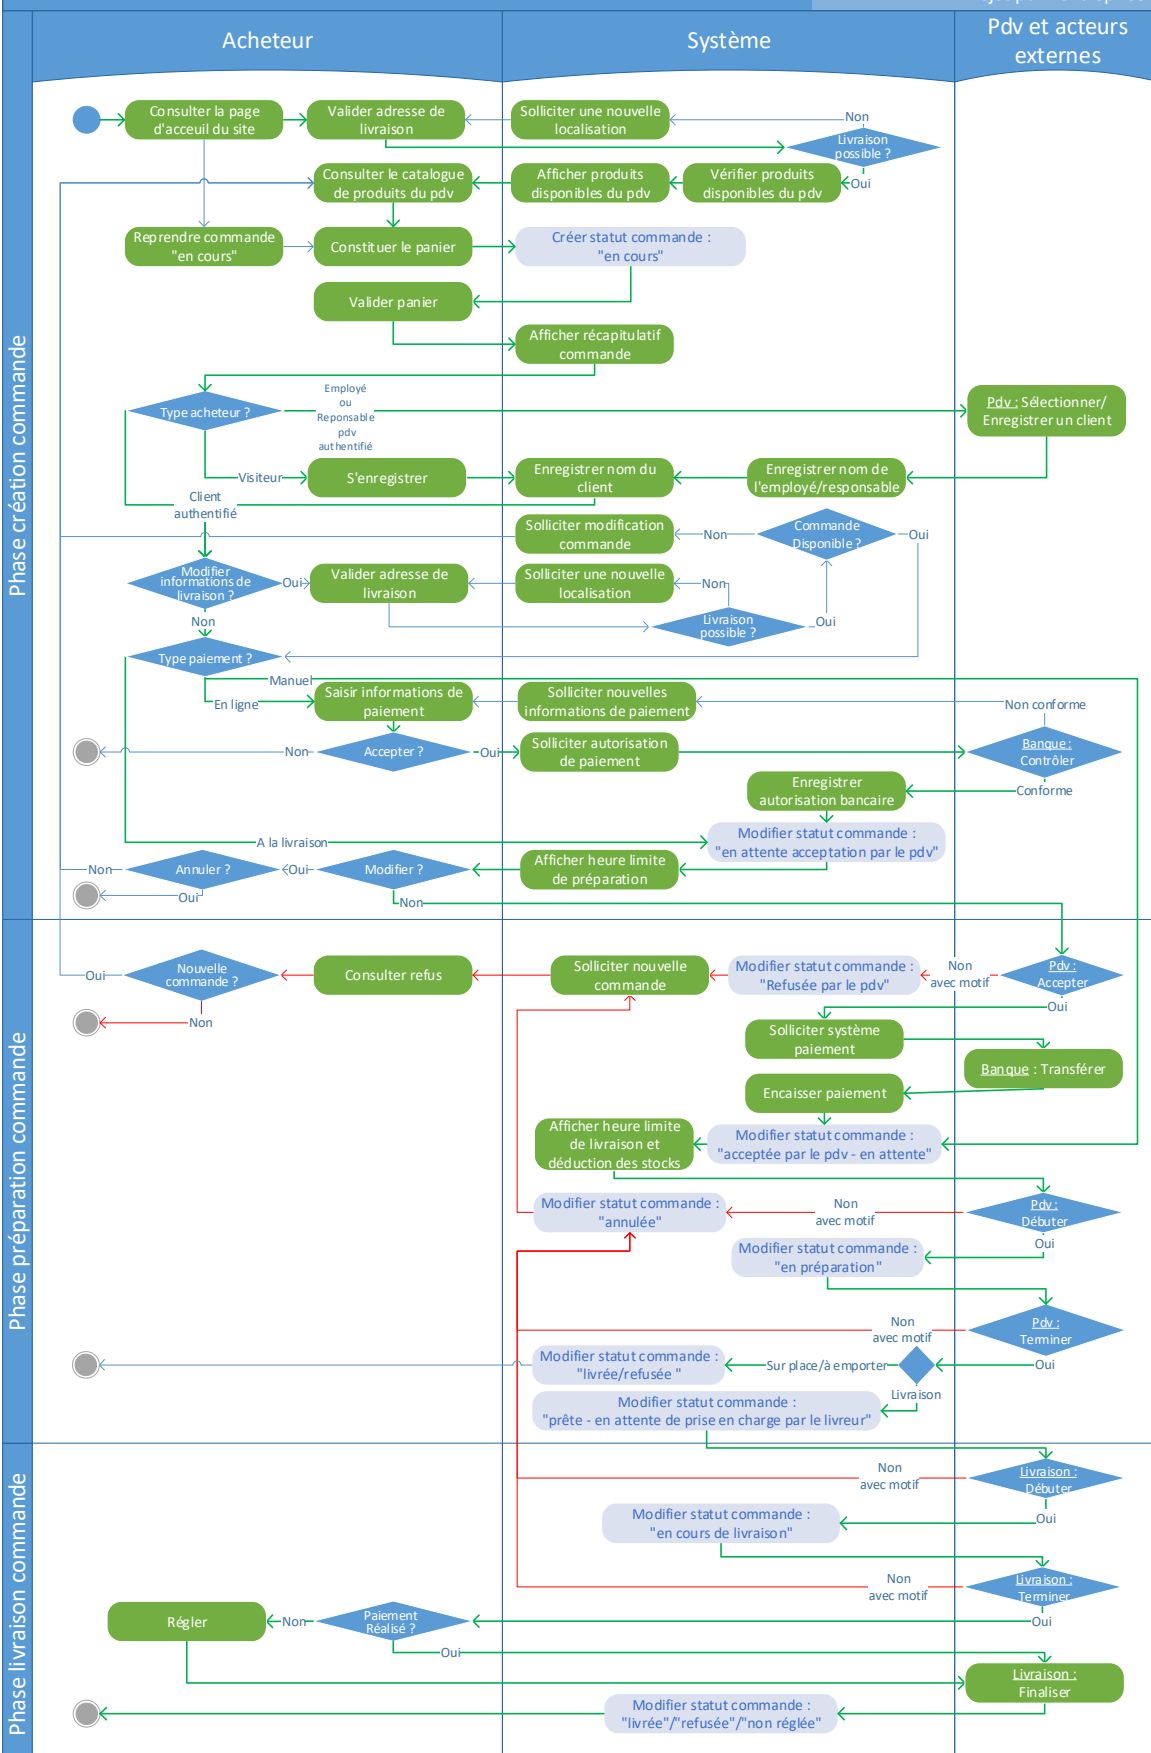 Acheteur
Système
Pdv et acteurs
externes
Phase création commande
Consulter la page
d'acceuil du site
Valider adresse de
livraison
Solliciter une nouvelle
localisation
Non
Livraison
possible ?
Oui
Consulter le catalogue
de produits du pdv
Afficher produits
disponibles du pdv
Vérifier produits
disponibles du pdv
Reprendre commande
"en cours"
Constituer le panier
Créer statut commande :
"en cours"
Valider panier
Afficher récapitulatif
commande
Type acheteur ?
Employé
ou
Reponsable
pdv
authentifié
Pdv : Sélectionner/
Enregistrer un client
Visiteur
S'enregistrer
Enregistrer nom du
client
Enregistrer nom de
l'employé/responsable
Client
authentifié
Solliciter modification
commande
Non
Commande
Disponible ?
Oui
Modifier
informations de
livraison ?
Oui
Valider adresse de
livraison
Solliciter une nouvelle
localisation
Non
Livraison
possible ?
Oui
Non
Type paiement ?
Manuel
En ligne
Saisir informations de
paiement
Solliciter nouvelles
informations de paiement
Non conforme
Non
Accepter ?
Oui
Solliciter autorisation
de paiement
Banque :
Contrôler
Conforme
Enregistrer
autorisation bancaire
A la livraison
Modifier statut commande :
"en attente acceptation par le pdv"
Non
Annuler ?
Oui
Modifier ?
Afficher heure limite
de préparation
Oui
Non
Phase préparation commande
Oui
Nouvelle
commande ?
Consulter refus
Solliciter nouvelle
commande
Modifier statut commande :
"Refusée par le pdv"
Non
avec motif
Pdv :
Accepter
Oui
Non
Solliciter système
paiement
Banque : Transférer
Encaisser paiement
Afficher heure limite
de livraison et
déduction des stocks
Modifier statut commande :
"acceptée par le pdv - en attente"
Modifier statut commande :
"annulée"
Non
avec motif
Pdv :
Débuter
Oui
Modifier statut commande :
"en préparation"
Non
avec motif
Pdv :
Terminer
Oui
Modifier statut commande :
"livrée/refusée "
Sur place/à emporter
Livraison
Modifier statut commande :
"prête - en attente de prise en charge par le livreur"
Phase livraison commande
Non
avec motif
Livraison :
Débuter
Oui
Modifier statut commande :
"en cours de livraison"
Non
avec motif
Livraison :
Terminer
Oui
Régler
Non
Paiement
Réalisé ?
Oui
Livraison :
Finaliser
Modifier statut commande :
"livrée"/"refusée"/"non réglée"